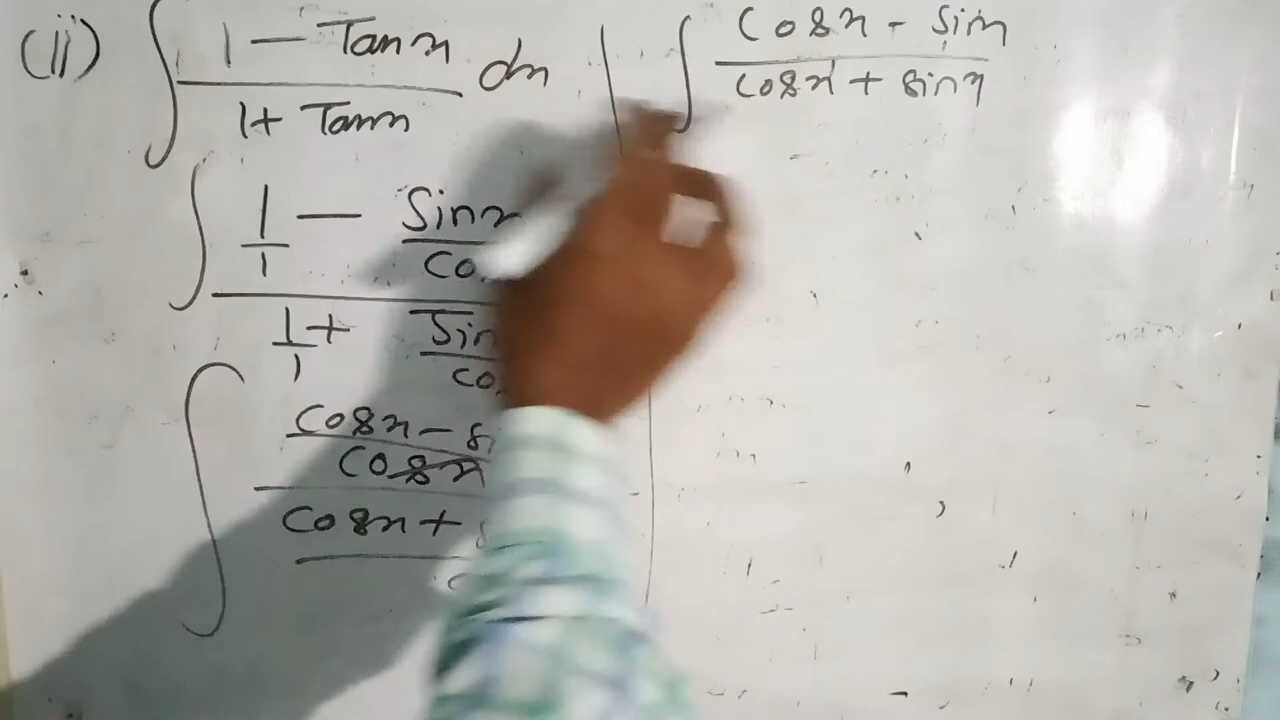 (ii) ∫ 1 - Tanx / 1 + Tanx dx
∫ 1/1 - Sinx / Co
1/1 + Sin / Co
∫ Cosx - s / Cosx
Cosx +
∫ Cosx - Sinx / Cosx + Sinx